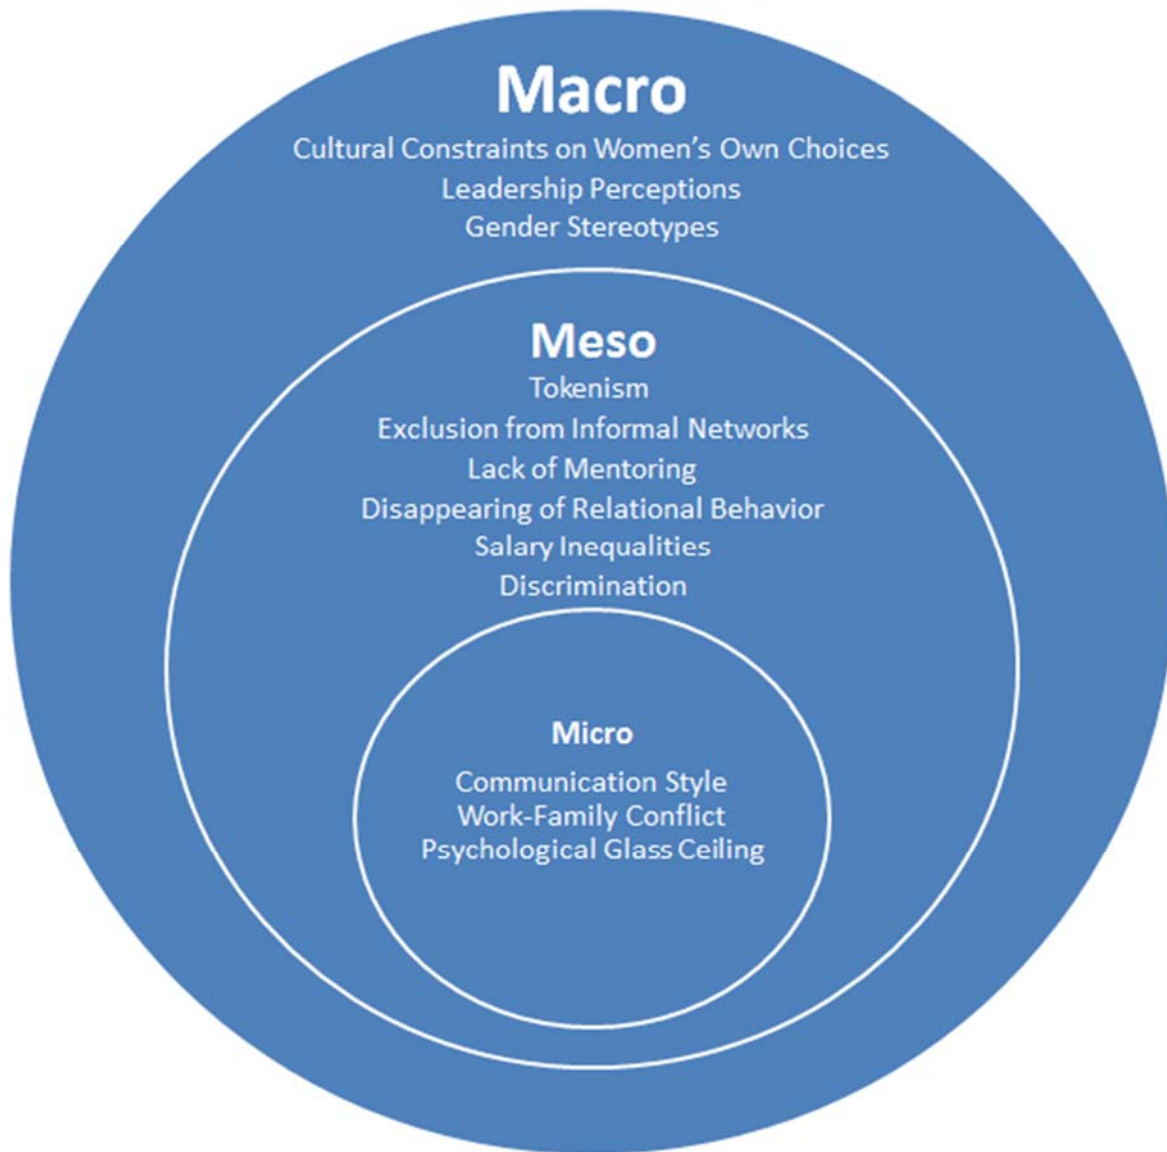 Macro
Cultural Constraints on Women’s Own Choices
Leadership Perceptions
Gender Stereotypes
Meso
Tokenism
Exclusion from Informal Networks
Lack of Mentoring
Disappearing of Relational Behavior
Salary Inequalities
Discrimination
Micro
Communication Style
Work-Family Conflict
Psychological Glass Ceiling